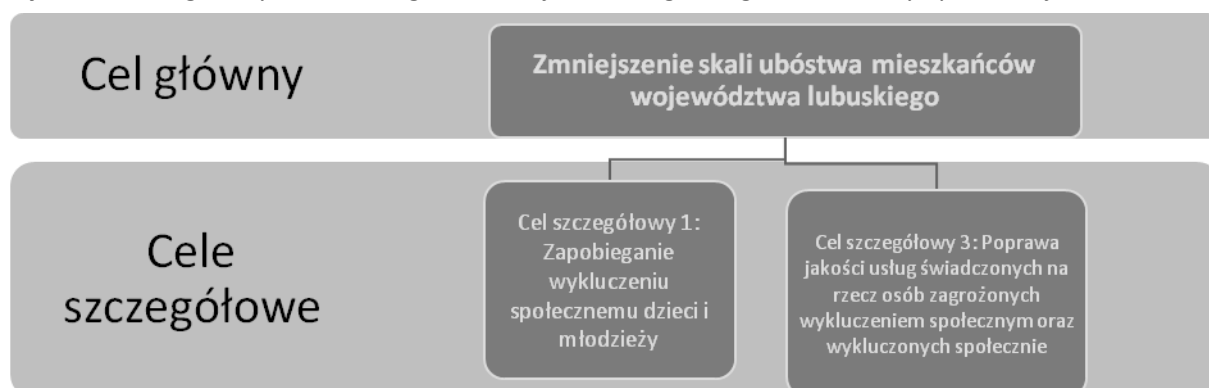 Cel główny
Zmniejszenie skali ubóstwa mieszkańców
województwa lubuskiego
Cele
szczegółowe
Cel szczegółowy 1:
Zapobieganie
wykluczeniu
społecznemu dzieci i
młodzieży
Cel szczegółowy 3: Poprawa
jakości usług świadczonych na
rzecz osób zagrożonych
wykluczeniem społecznym oraz
wykluczonych społecznie